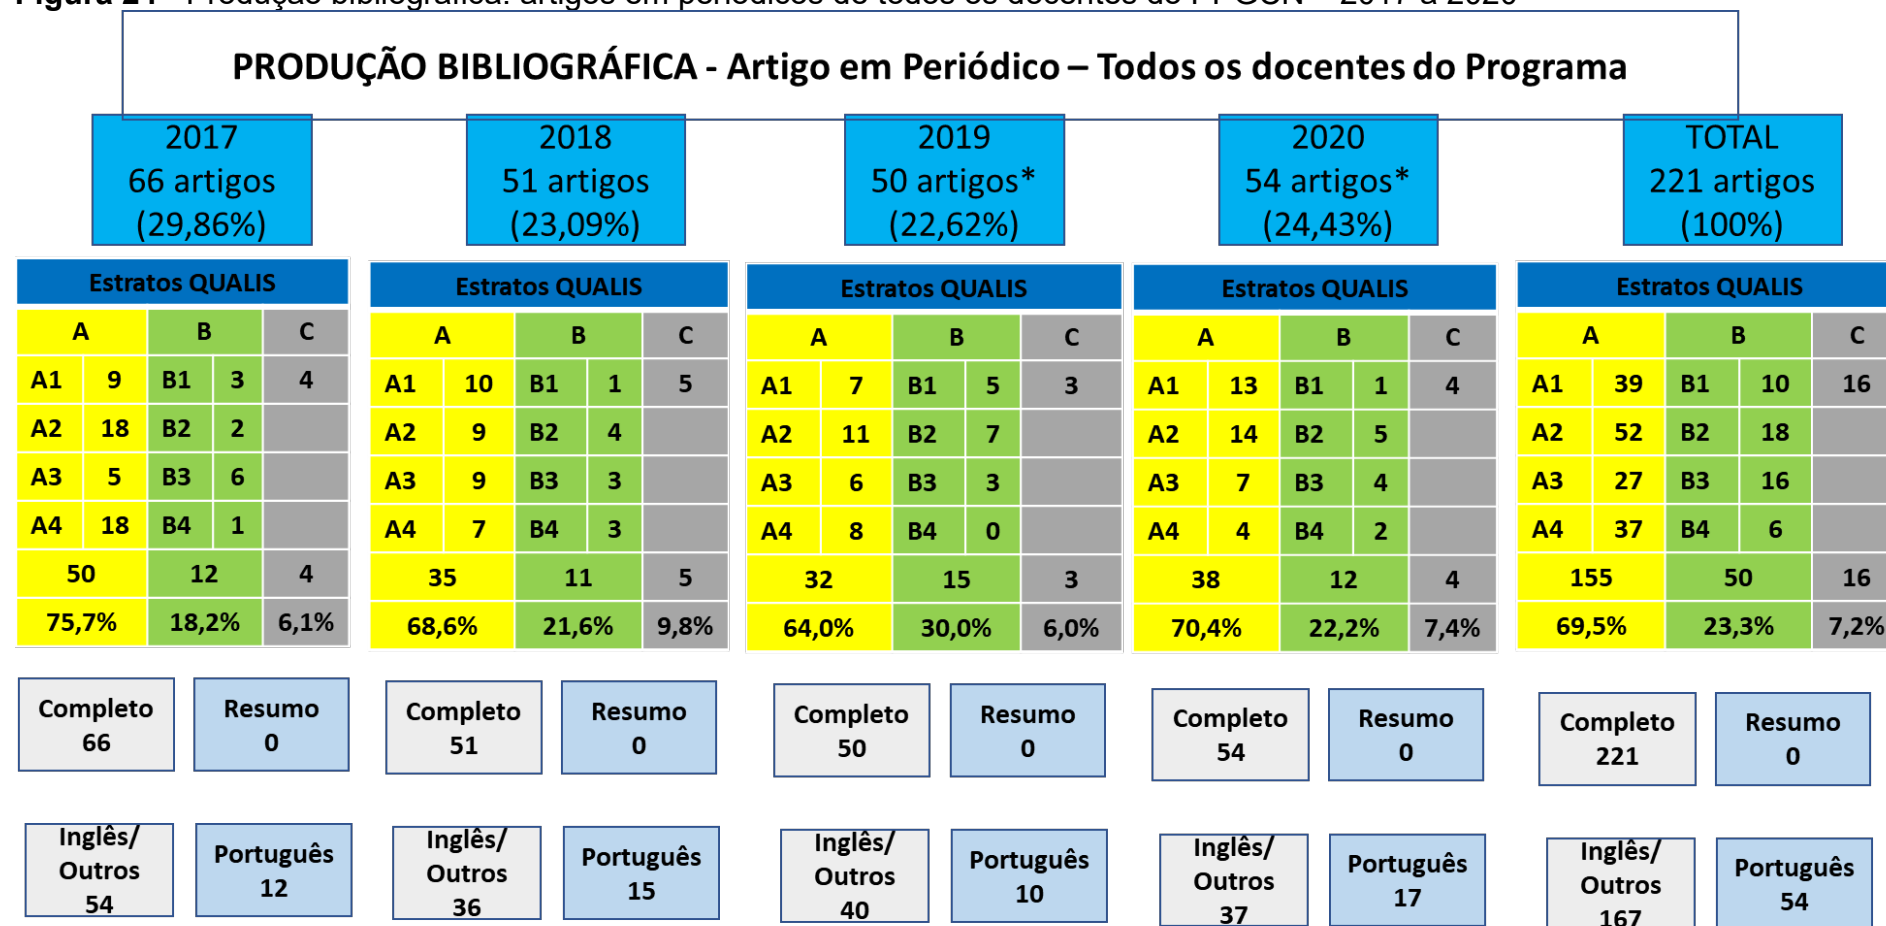 PRODUÇÃO BIBLIOGRÁFICA - Artigo em Periódico – Todos os docentes do Programa
2017
66 artigos
(29,86%)
2018
51 artigos
(23,09%)
2019
50 artigos*
(22,62%)
2020
54 artigos*
(24,43%)
TOTAL
221 artigos
(100%)
Estratos QUALIS
A B C
A1 9 B1 3 4
A2 18 B2 2
A3 5 B3 6
A4 18 B4 1
50 12 4
75,7% 18,2% 6,1%
Estratos QUALIS
A B C
A1 10 B1 1 5
A2 9 B2 4
A3 9 B3 3
A4 7 B4 3
35 11 5
68,6% 21,6% 9,8%
Estratos QUALIS
A B C
A1 7 B1 5 3
A2 11 B2 7
A3 6 B3 3
A4 8 B4 0
32 15 3
64,0% 30,0% 6,0%
Estratos QUALIS
A B C
A1 13 B1 1 4
A2 14 B2 5
A3 7 B3 4
A4 4 B4 2
38 12 4
70,4% 22,2% 7,4%
Estratos QUALIS
A B C
A1 39 B1 10 16
A2 52 B2 18
A3 27 B3 16
A4 37 B4 6
155 50 16
69,5% 23,3% 7,2%
Completo
66
Resumo
0
Completo
51
Resumo
0
Completo
50
Resumo
0
Completo
54
Resumo
0
Completo
221
Resumo
0
Inglês/
Outros
54
Português
12
Inglês/
Outros
36
Português
15
Inglês/
Outros
40
Português
10
Inglês/
Outros
37
Português
17
Inglês/
Outros
167
Português
54